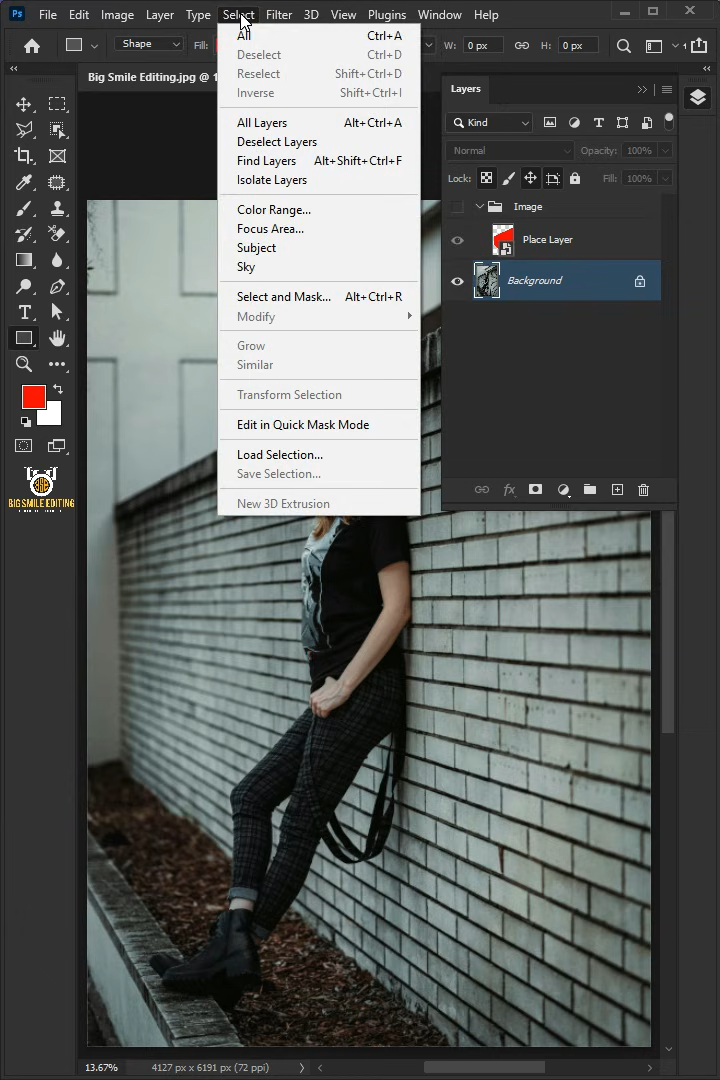 Ps File Edit Image Layer Type Select Filter 3D View Plugins Window Help
Shape Fill: W: 0 px H: 0 px
Big Smile Editing.jpg @ 1
All Ctrl+A
Deselect Ctrl+D
Reselect Shift+Ctrl+D
Inverse Shift+Ctrl+I
All Layers Alt+Ctrl+A
Deselect Layers
Find Layers Alt+Shift+Ctrl+F
Isolate Layers
Color Range...
Focus Area...
Subject
Sky
Select and Mask... Alt+Ctrl+R
Modify
Grow
Similar
Transform Selection
Edit in Quick Mask Mode
Load Selection...
Save Selection...
New 3D Extrusion
Layers
Kind
Normal Opacity: 100%
Lock: Fill: 100%
Image
Place Layer
Background
fx
BIG SMILE EDITING
13.67% 4127 px x 6191 px (72 ppi)